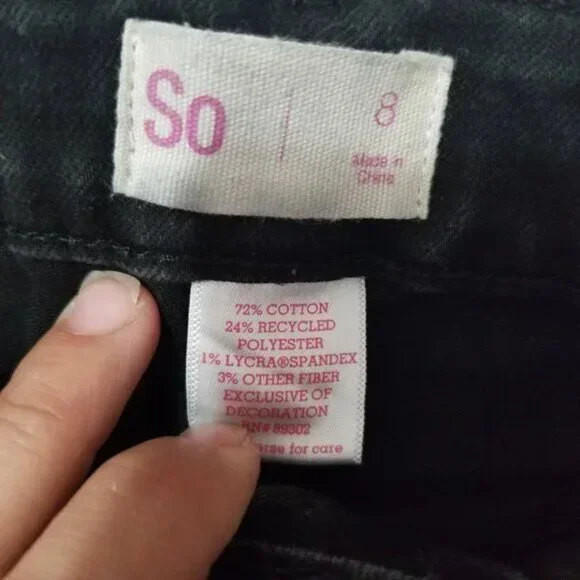 So
8
Made in
China
72% COTTON
24% RECYCLED
POLYESTER
1% LYCRA®SPANDEX
3% OTHER FIBER
EXCLUSIVE OF
DECORATION
RN# 89302
for care